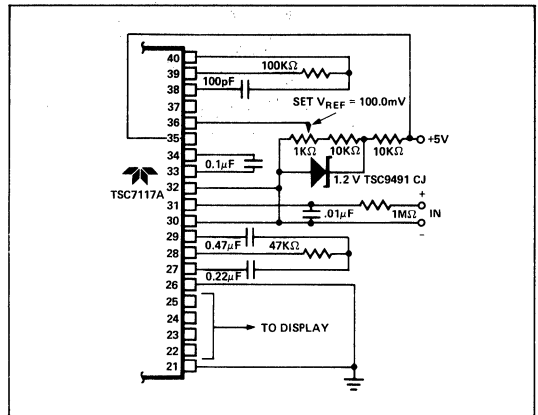 40
39
100KΩ
38
100pF
37
SET VREF = 100.0mV
36
35
+5V
1KΩ 10KΩ 10KΩ
34
0.1μF
33
1.2 V TSC9491 CJ
32
TSC7117A
+
31
.01μF
1MΩ
IN
30
−
29
0.47μF
47KΩ
28
27
0.22μF
26
25
24
TO DISPLAY
23
22
21